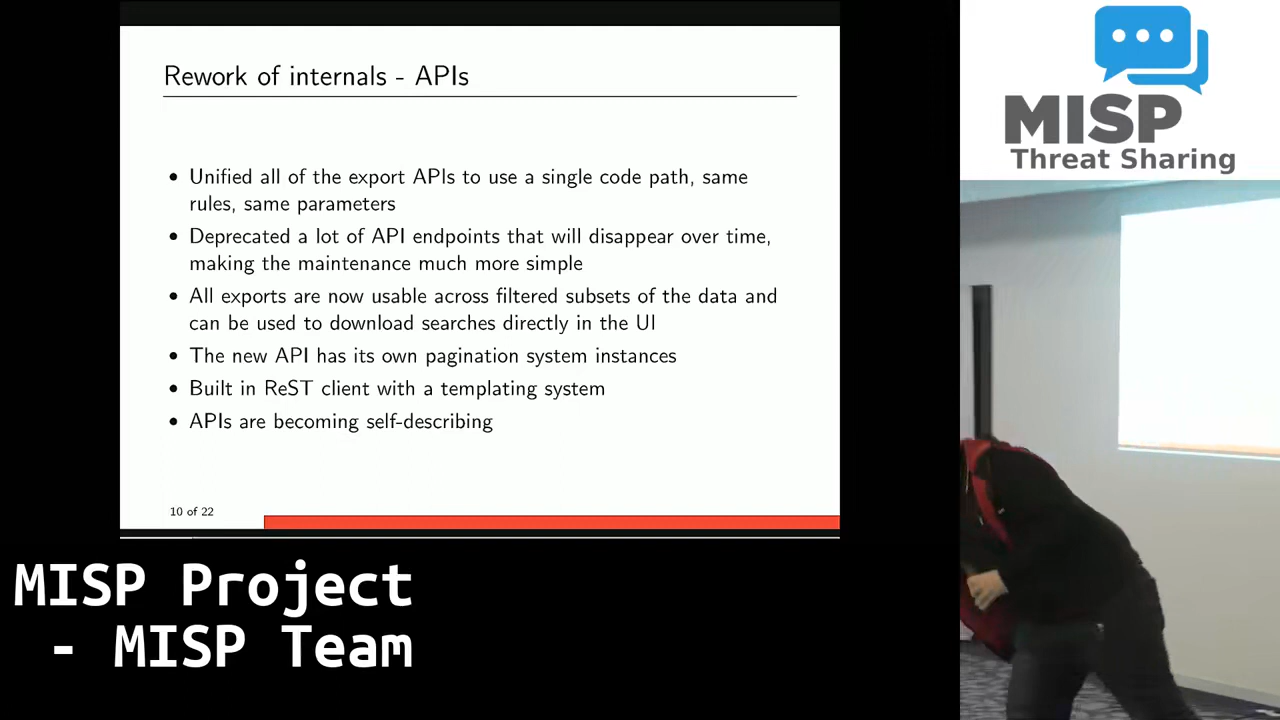 Rework of internals - APIs
• Unified all of the export APIs to use a single code path, same
rules, same parameters
• Deprecated a lot of API endpoints that will disappear over time,
making the maintenance much more simple
• All exports are now usable across filtered subsets of the data and
can be used to download searches directly in the UI
• The new API has its own pagination system instances
• Built in ReST client with a templating system
• APIs are becoming self-describing
10 of 22
MISP
Threat Sharing
MISP Project
- MISP Team